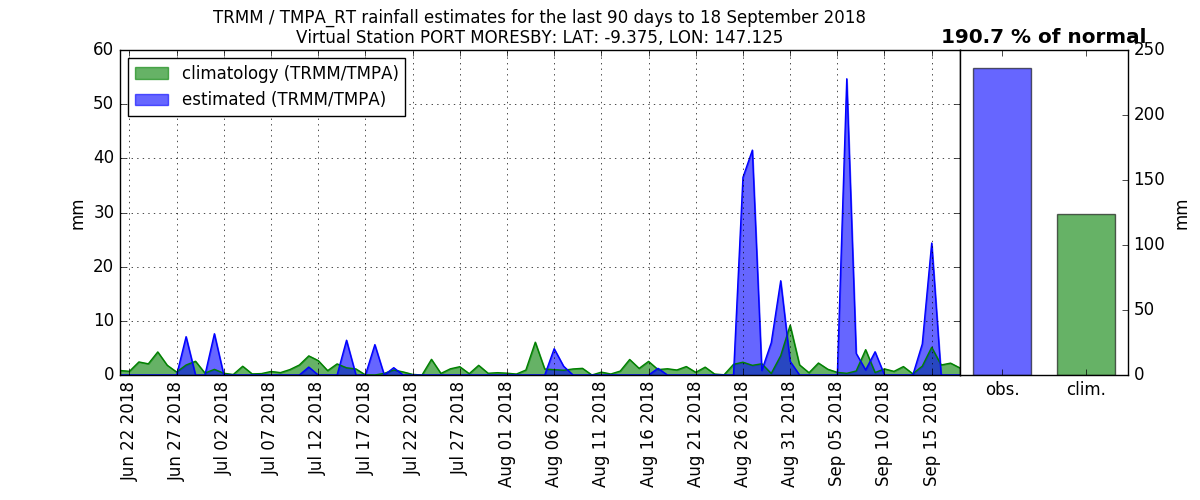 TRMM / TMPA_RT rainfall estimates for the last 90 days to 18 September 2018
Virtual Station PORT MORESBY: LAT: -9.375, LON: 147.125
190.7 % of normal
climatology (TRMM/TMPA)
estimated (TRMM/TMPA)
60
50
40
30
20
10
0
mm
Jun 22 2018
Jun 27 2018
Jul 02 2018
Jul 07 2018
Jul 12 2018
Jul 17 2018
Jul 22 2018
Jul 27 2018
Aug 01 2018
Aug 06 2018
Aug 11 2018
Aug 16 2018
Aug 21 2018
Aug 26 2018
Aug 31 2018
Sep 05 2018
Sep 10 2018
Sep 15 2018
250
200
150
100
50
0
mm
obs.
clim.